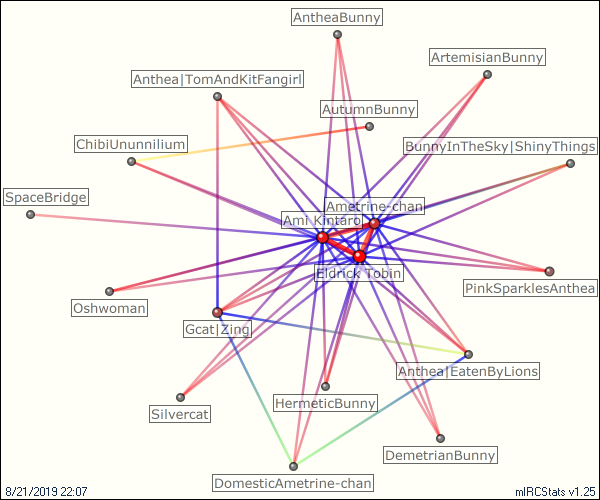 AntheaBunny
ArtemisianBunny
Anthea|TomAndKitFangirl
AutumnBunny
ChibiUnunnilium
BunnyInTheSky|ShinyThings
SpaceBridge
Ametrine-chan
Ami Kintaro
Eldrick Tobin
PinkSparklesAnthea
Oshwoman
Gcat|Zing
Anthea|EatenByLions
HermeticBunny
Silvercat
DemetrianBunny
DomesticAmetrine-chan
8/21/2019 22:07
mIRCStats v1.25